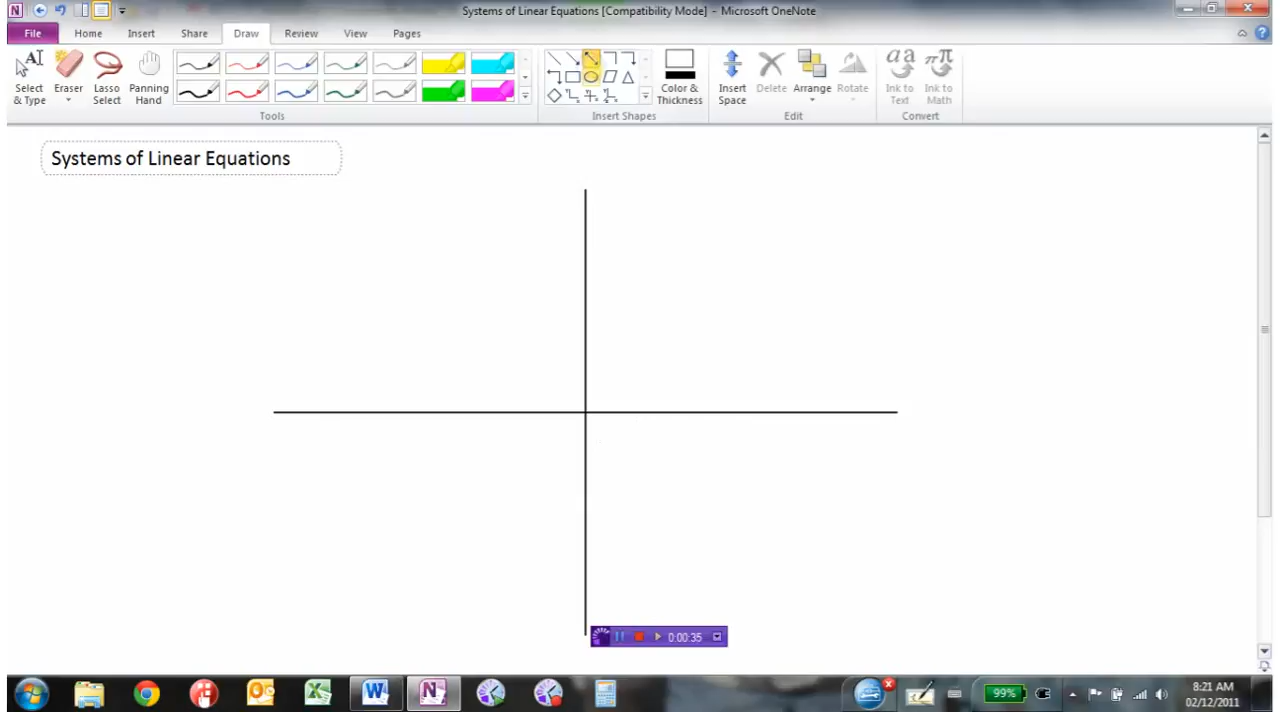 Systems of Linear Equations [Compatibility Mode] - Microsoft OneNote
File Home Insert Share Draw Review View Pages
Select & Type
Eraser
Lasso Select
Panning Hand
Color & Thickness
Insert Space
Delete
Arrange
Rotate
Ink to Text
Ink to Math
Tools
Insert Shapes
Edit
Convert
Systems of Linear Equations
0:00:35
99%
8:21 AM
02/12/2011